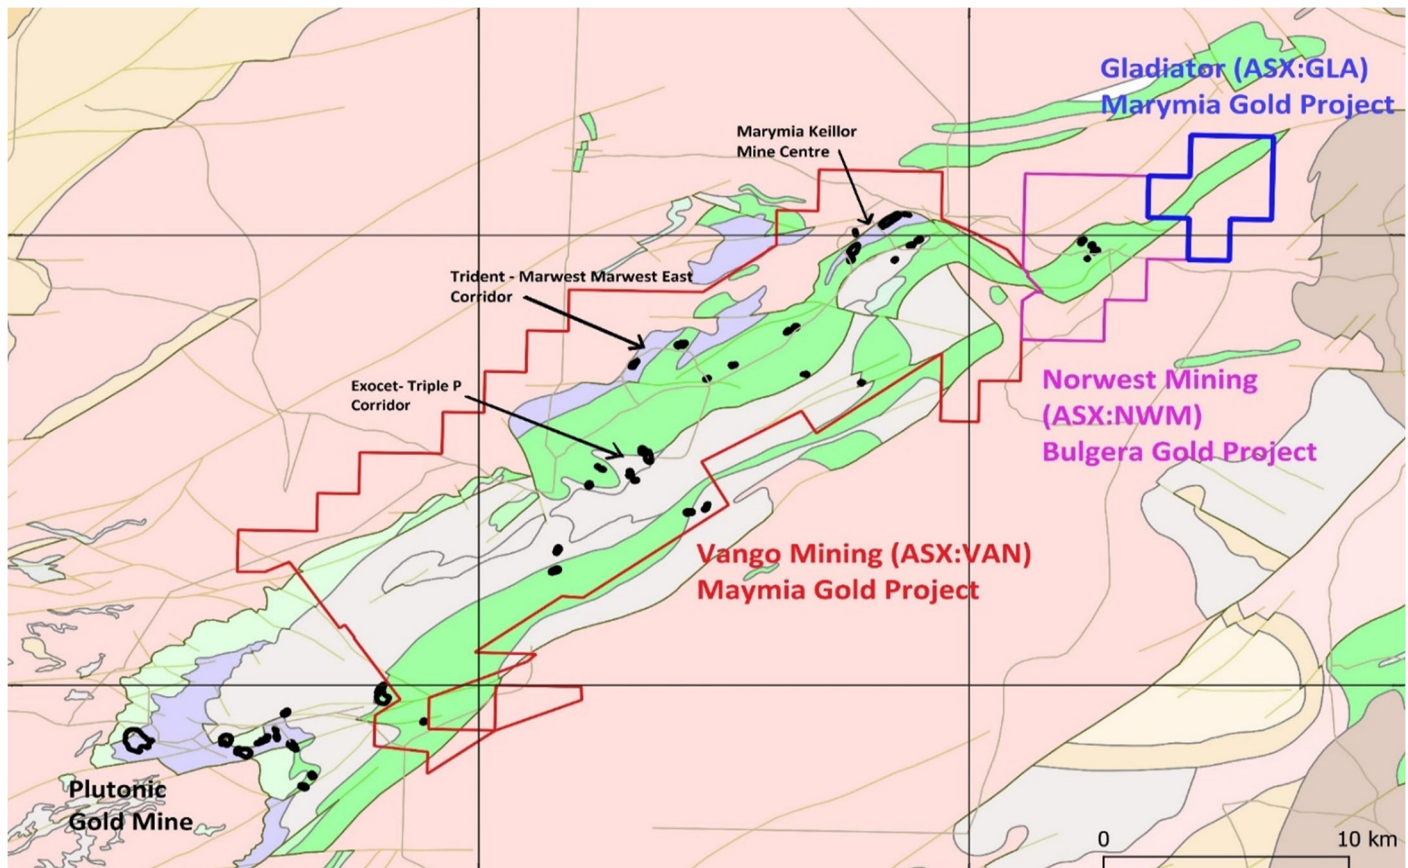 Gladiator (ASX:GLA)
Marymia Gold Project
Marymia Keillor
Mine Centre
Trident - Marwest Marwest East
Corridor
Exocet- Triple P
Corridor
Norwest Mining
(ASX:NWM)
Bulgera Gold Project
Vango Mining (ASX:VAN)
Maymia Gold Project
Plutonic
Gold Mine
0 10 km